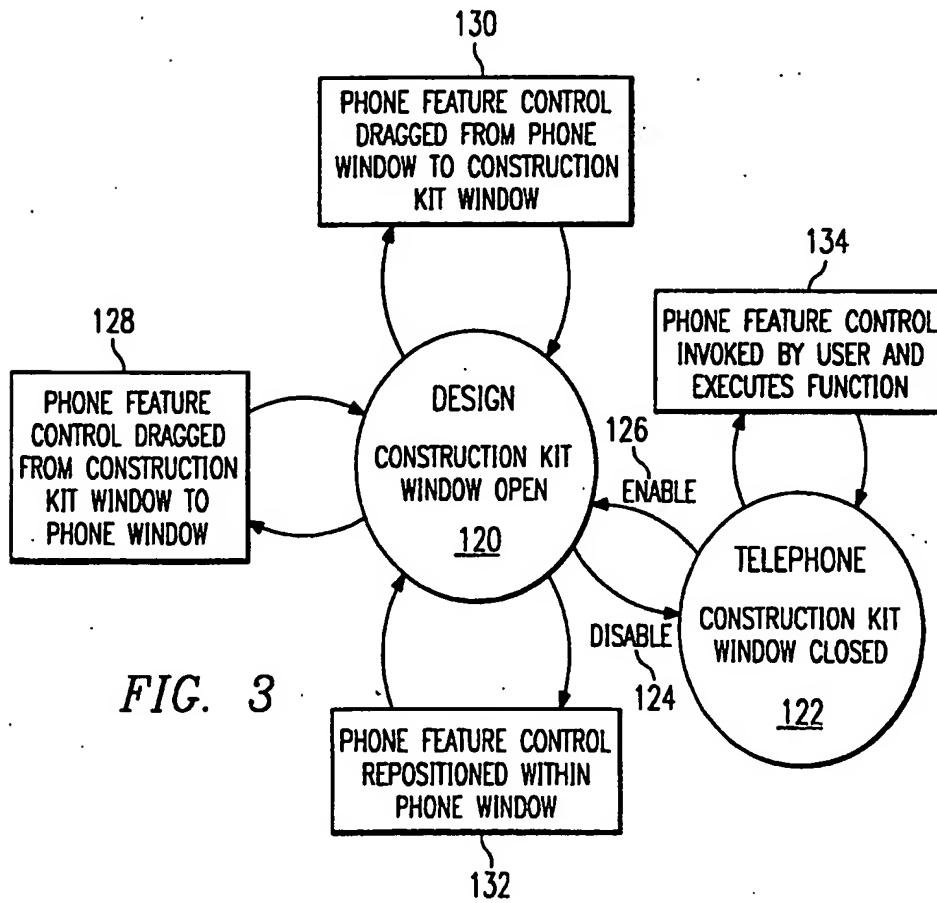 130
PHONE FEATURE CONTROL
DRAGGED FROM PHONE
WINDOW TO CONSTRUCTION
KIT WINDOW
134
PHONE FEATURE CONTROL
INVOKED BY USER AND
EXECUTES FUNCTION
128
PHONE FEATURE
CONTROL DRAGGED
FROM CONSTRUCTION
KIT WINDOW TO
PHONE WINDOW
DESIGN
CONSTRUCTION KIT
WINDOW OPEN
120
126
ENABLE
DISABLE
124
TELEPHONE
CONSTRUCTION KIT
WINDOW CLOSED
122
FIG. 3
PHONE FEATURE CONTROL
REPOSITIONED WITHIN
PHONE WINDOW
132